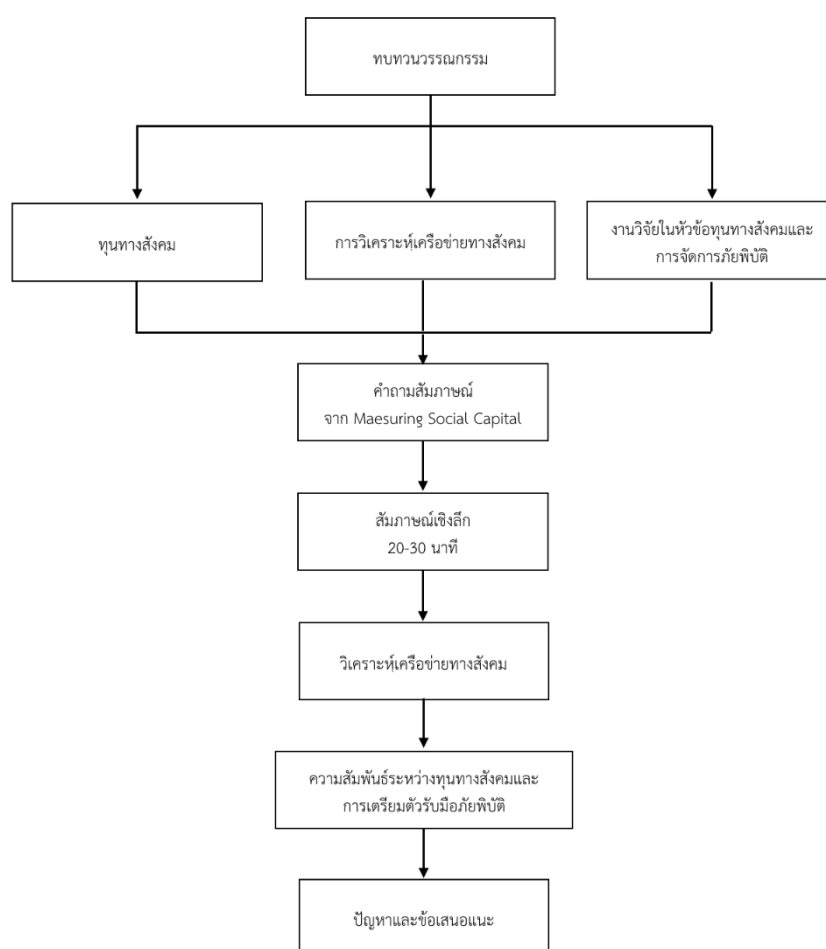 ทบทวนวรรณกรรม
ทุนทางสังคม
การวิเคราะห์เครือข่ายทางสังคม
งานวิจัยในหัวข้อทุนทางสังคมและ
การจัดการภัยพิบัติ
คำถามสัมภาษณ์
จาก Maesuring Social Capital
สัมภาษณ์เชิงลึก
20-30 นาที
วิเคราะห์เครือข่ายทางสังคม
ความสัมพันธ์ระหว่างทุนทางสังคมและ
การเตรียมตัวรับมือภัยพิบัติ
ปัญหาและข้อเสนอแนะ